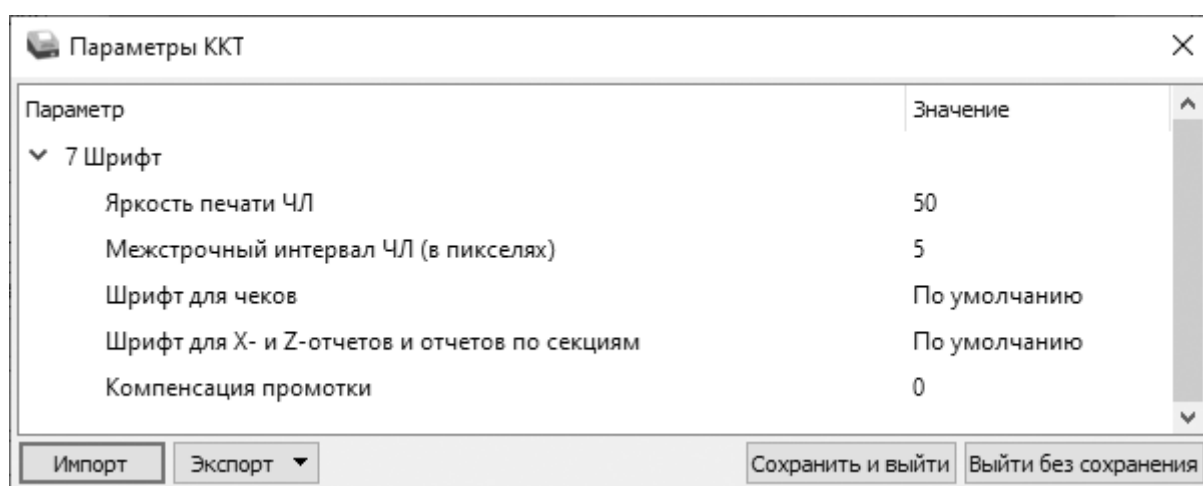 Параметры ККТ
Параметр Значение
7 Шрифт
Яркость печати ЧЛ 50
Межстрочный интервал ЧЛ (в пикселях) 5
Шрифт для чеков По умолчанию
Шрифт для X- и Z-отчетов и отчетов по секциям По умолчанию
Компенсация промотки 0
Импорт Экспорт Сохранить и выйти Выйти без сохранения